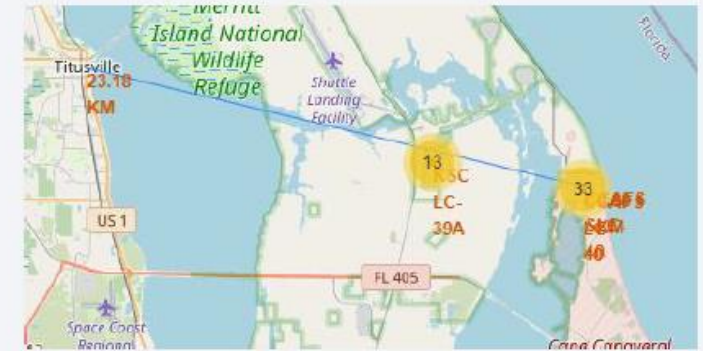 Merritt
Island National
Wildlife
Refuge
Florida
Titusville
23.18
KM
Shuttle
Landing
Facility
13
KSC
LC-
39A
33
40
US 1
FL 405
Space Coast
Regional
Cape Canaveral